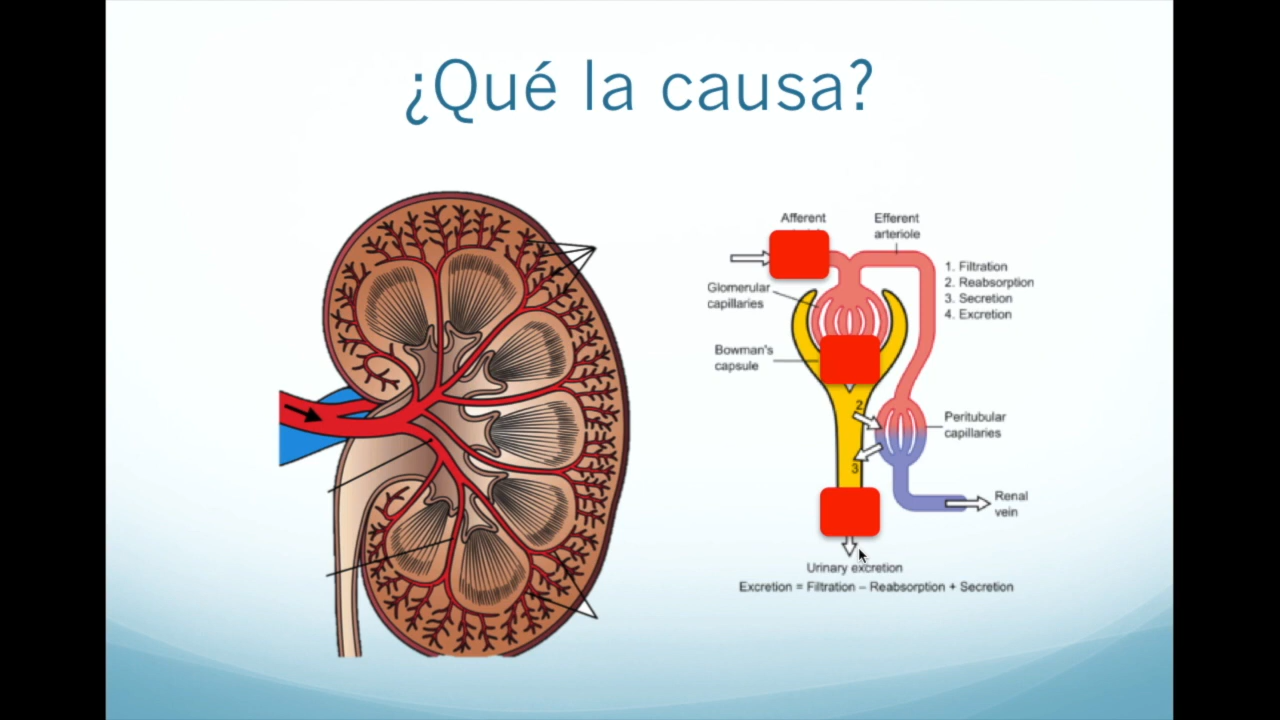 ¿Qué la causa?
Afferent
Efferent
arteriole
1. Filtration
2. Reabsorption
3. Secretion
4. Excretion
Glomerular
capillaries
Bowman's
capsule
2
3
Peritubular
capillaries
Renal
vein
Urinary excretion
Excretion = Filtration – Reabsorption + Secretion